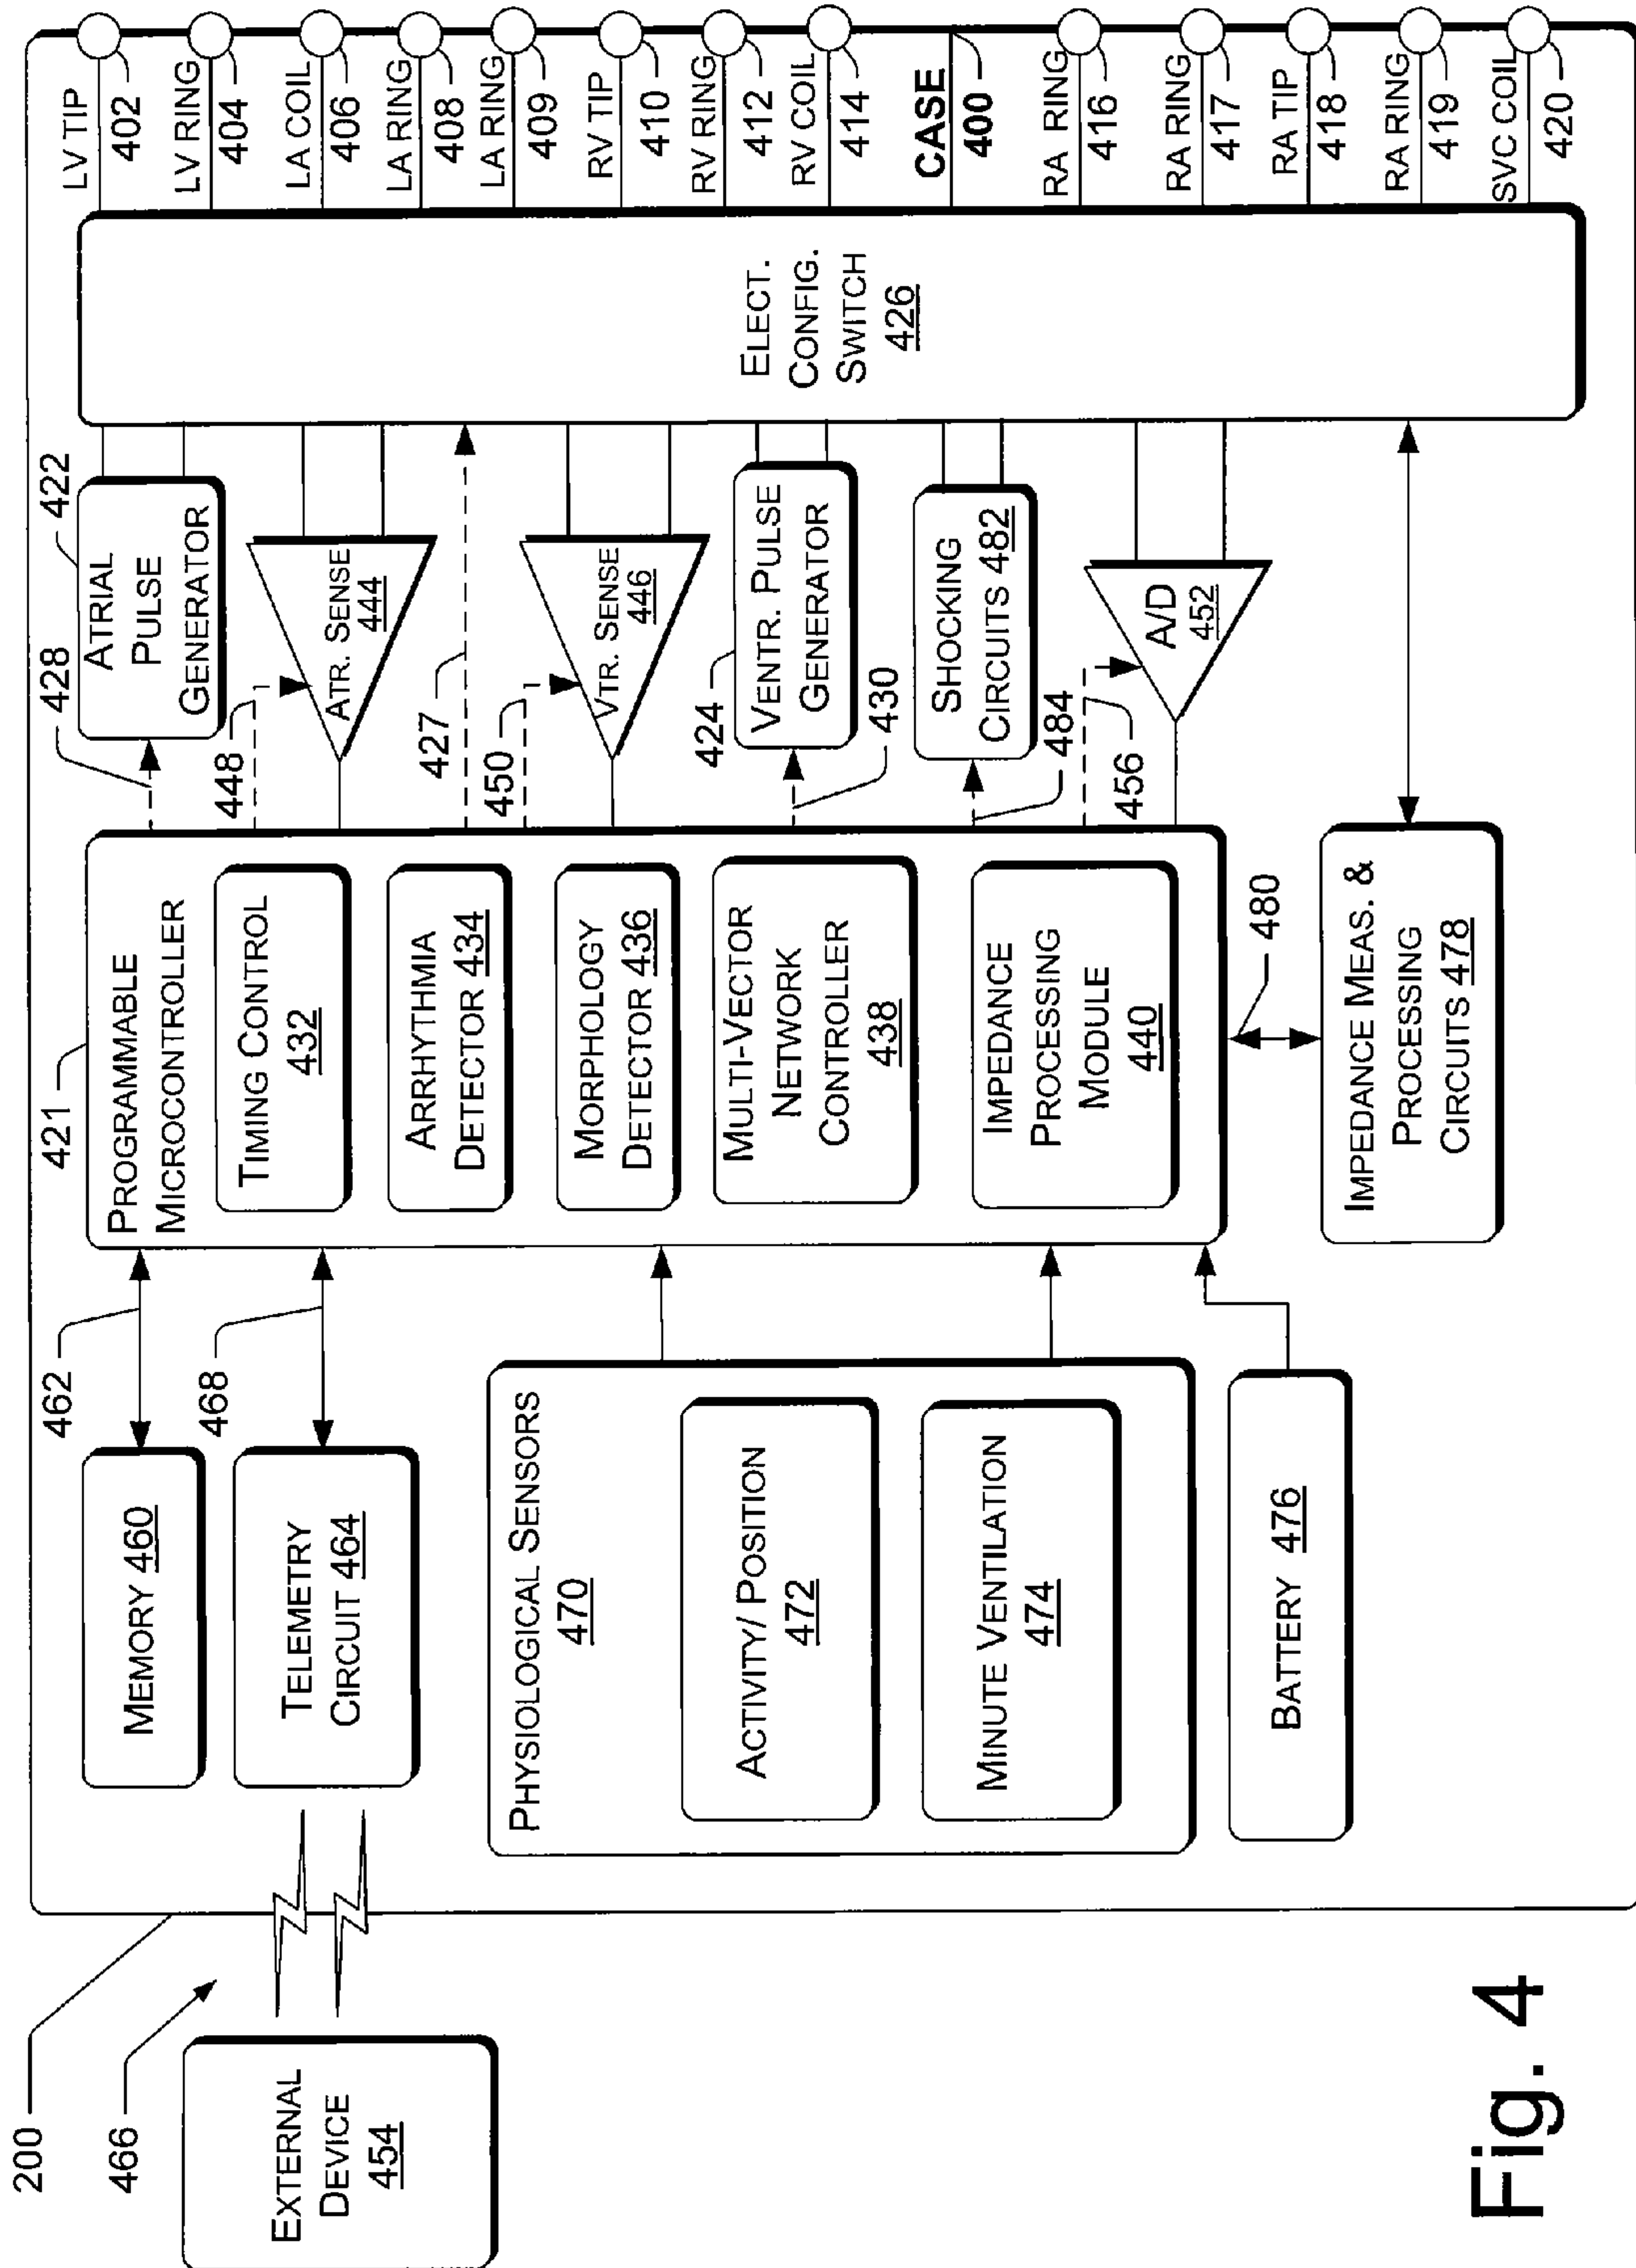 200
466
EXTERNAL
DEVICE
454
462
468
MEMORY 460
TELEMETRY
CIRCUIT 464
PHYSIOLOGICAL SENSORS
470
ACTIVITY/ POSITION
472
MINUTE VENTILATION
474
BATTERY 476
421
PROGRAMMABLE
MICROCONTROLLER
TIMING CONTROL
432
ARRHYTHMIA
DETECTOR 434
MORPHOLOGY
DETECTOR 436
MULTI-VECTOR
NETWORK
CONTROLLER
438
IMPEDANCE
PROCESSING
MODULE
440
480
IMPEDANCE MEAS. &
PROCESSING
CIRCUITS 478
428
422
ATRIAL
PULSE
GENERATOR
448
ATR. SENSE
444
427
450
VTR. SENSE
446
424
VENTR. PULSE
GENERATOR
430
SHOCKING
CIRCUITS 482
484
456
A/D
452
ELECT.
CONFIG.
SWITCH
426
LV TIP
402
LV RING
404
LA COIL
406
LA RING
408
LA RING
409
RV TIP
410
RV RING
412
RV COIL
414
CASE
400
RA RING
416
RA RING
417
RA TIP
418
RA RING
419
SVC COIL
420
Fig. 4